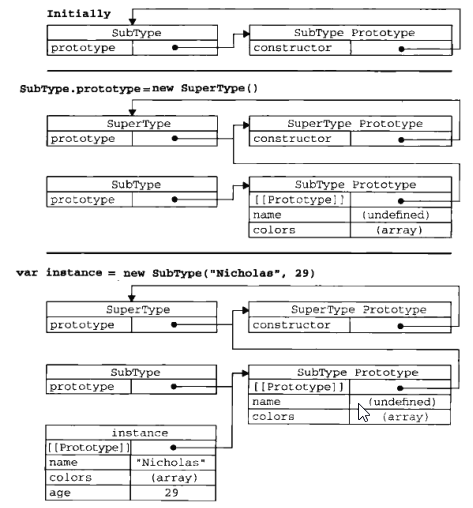 Initially
SubType SubType Prototype
prototype constructor
SubType.prototype=new SuperType()
SuperType SuperType Prototype
prototype constructor
SubType SubType Prototype
prototype [[Prototype]]
name (undefined)
colors (array)
var instance = new SubType("Nicholas", 29)
SuperType SuperType Prototype
prototype constructor
SubType SubType Prototype
prototype [[Prototype]]
name (undefined)
colors (array)
instance
[[Prototype]]
name "Nicholas"
colors (array)
age 29